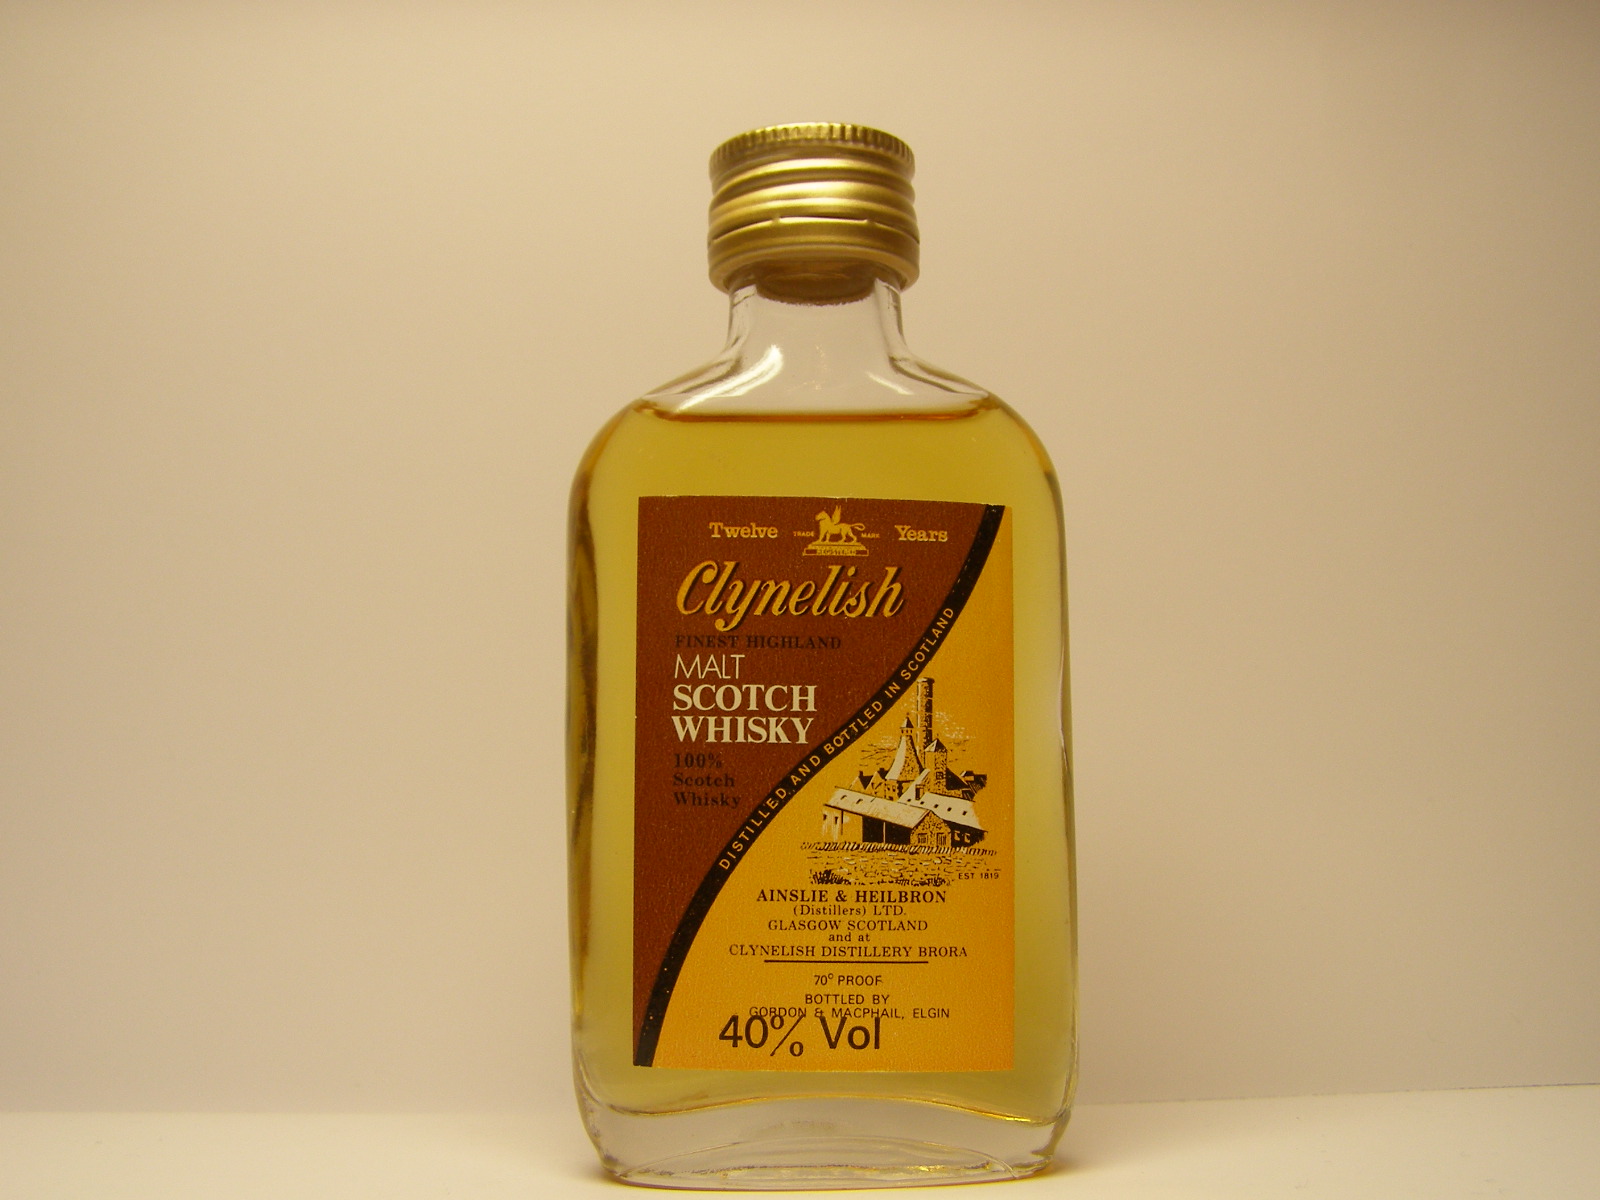 Twelve TRADE MARK Years
Clynelish
FINEST HIGHLAND
MALT
SCOTCH
WHISKY
100%
Scotch
Whisky
DISTILLED AND BOTTLED IN SCOTLAND
EST 1819
AINSLIE & HEILBRON
(Distillers) LTD.
GLASGOW SCOTLAND
and at
CLYNELISH DISTILLERY BRORA
70° PROOF
BOTTLED BY
GORDON & MACPHAIL, ELGIN
40% Vol